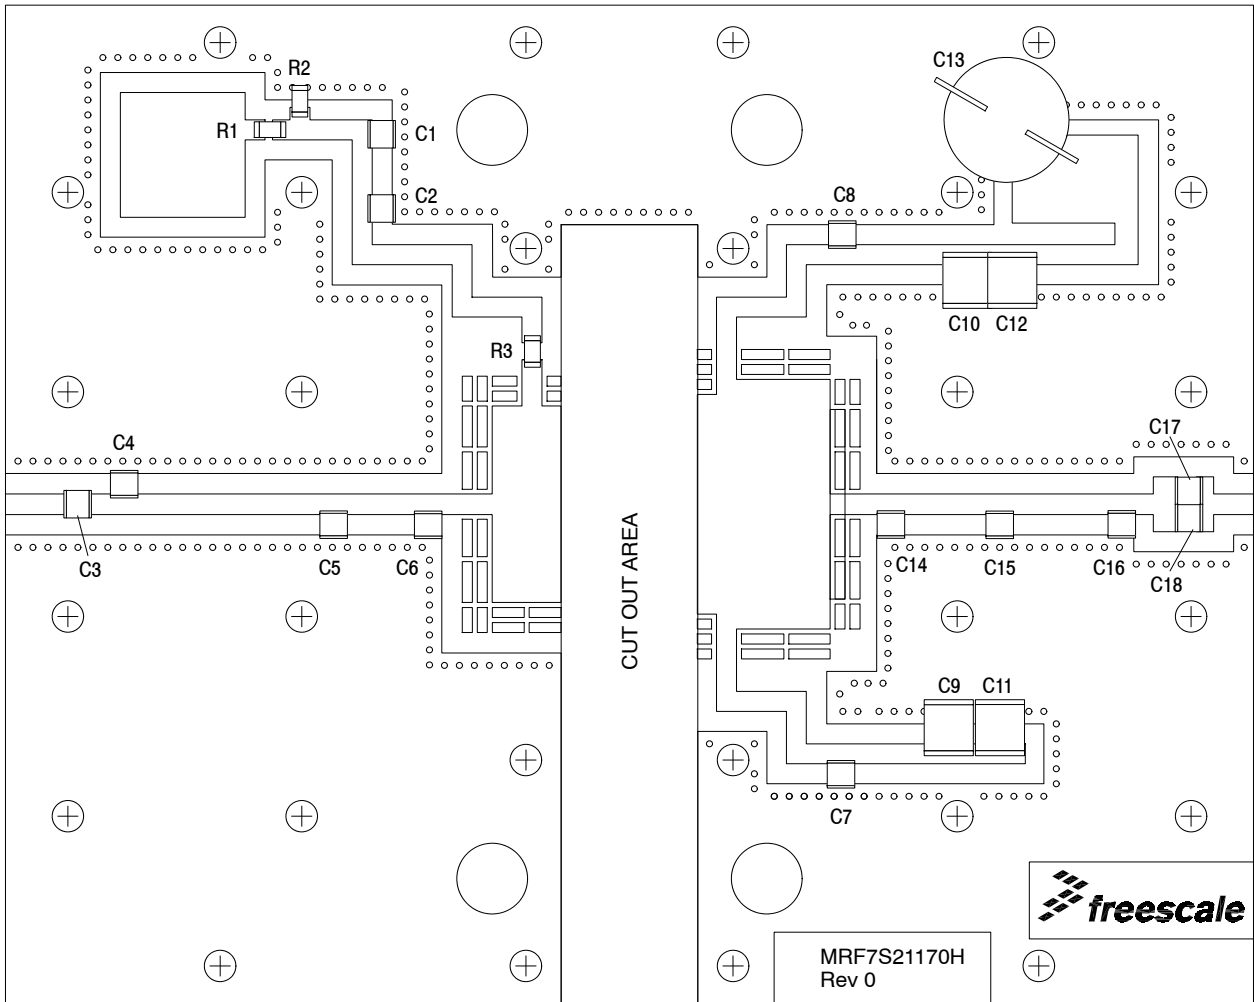 C13
R2
R1
C1
C2
C8
C10
C12
R3
C17
C4
C3
C5
C6
CUT OUT AREA
C14
C15
C16
C18
C9
C11
C7
freescale
MRF7S21170H
Rev 0